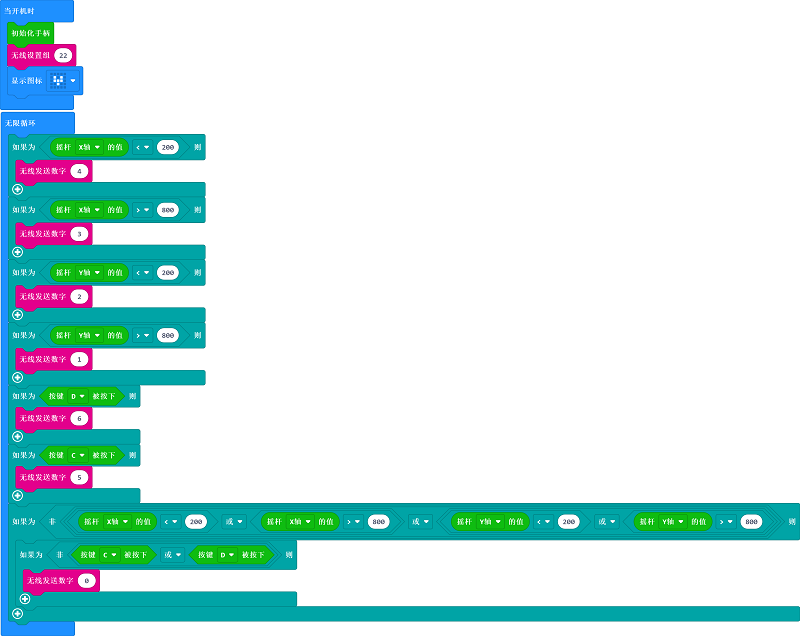 当开机时
初始化手柄
无线设置组 22
显示图标
无限循环
如果为 摇杆 X轴 的值 < 200 则
无线发送数字 4
如果为 摇杆 X轴 的值 > 800 则
无线发送数字 3
如果为 摇杆 Y轴 的值 < 200 则
无线发送数字 2
如果为 摇杆 Y轴 的值 > 800 则
无线发送数字 1
如果为 按键 D 被按下 则
无线发送数字 6
如果为 按键 C 被按下 则
无线发送数字 5
如果为 非 摇杆 X轴 的值 < 200 或 摇杆 X轴 的值 > 800 或 摇杆 Y轴 的值 < 200 或 摇杆 Y轴 的值 > 800 则
如果为 非 按键 C 被按下 或 按键 D 被按下 则
无线发送数字 0